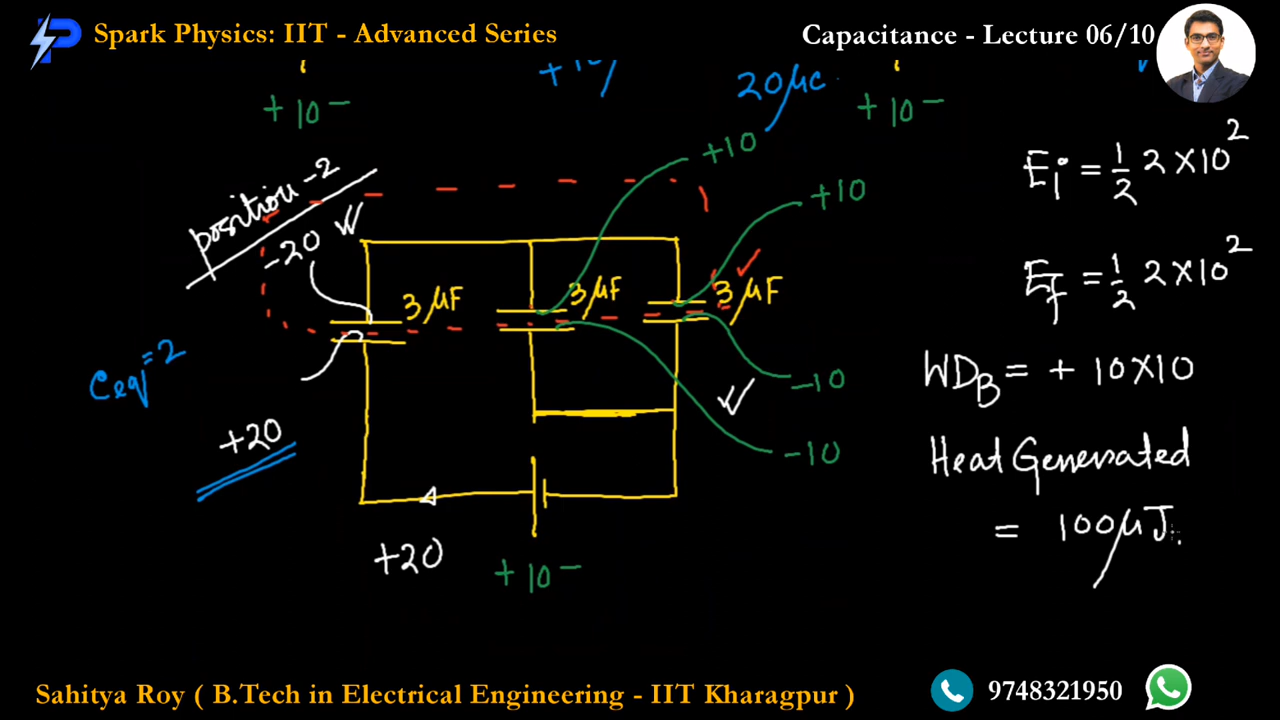 Spark Physics: IIT - Advanced Series
Capacitance - Lecture 06/10
+10
20μc
+ 10 -
+ 10 -
+10
+10
position -2
-20
3μF
3μF
3μF
Ceq = 2
+20
-10
-10
+20
+ 10 -
Ei = 1/2 2 × 10²
Ef = 1/2 2 × 10²
WDB = + 10×10
Heat Generated
= 100μJ.
Sahitya Roy ( B.Tech in Electrical Engineering - IIT Kharagpur )
9748321950